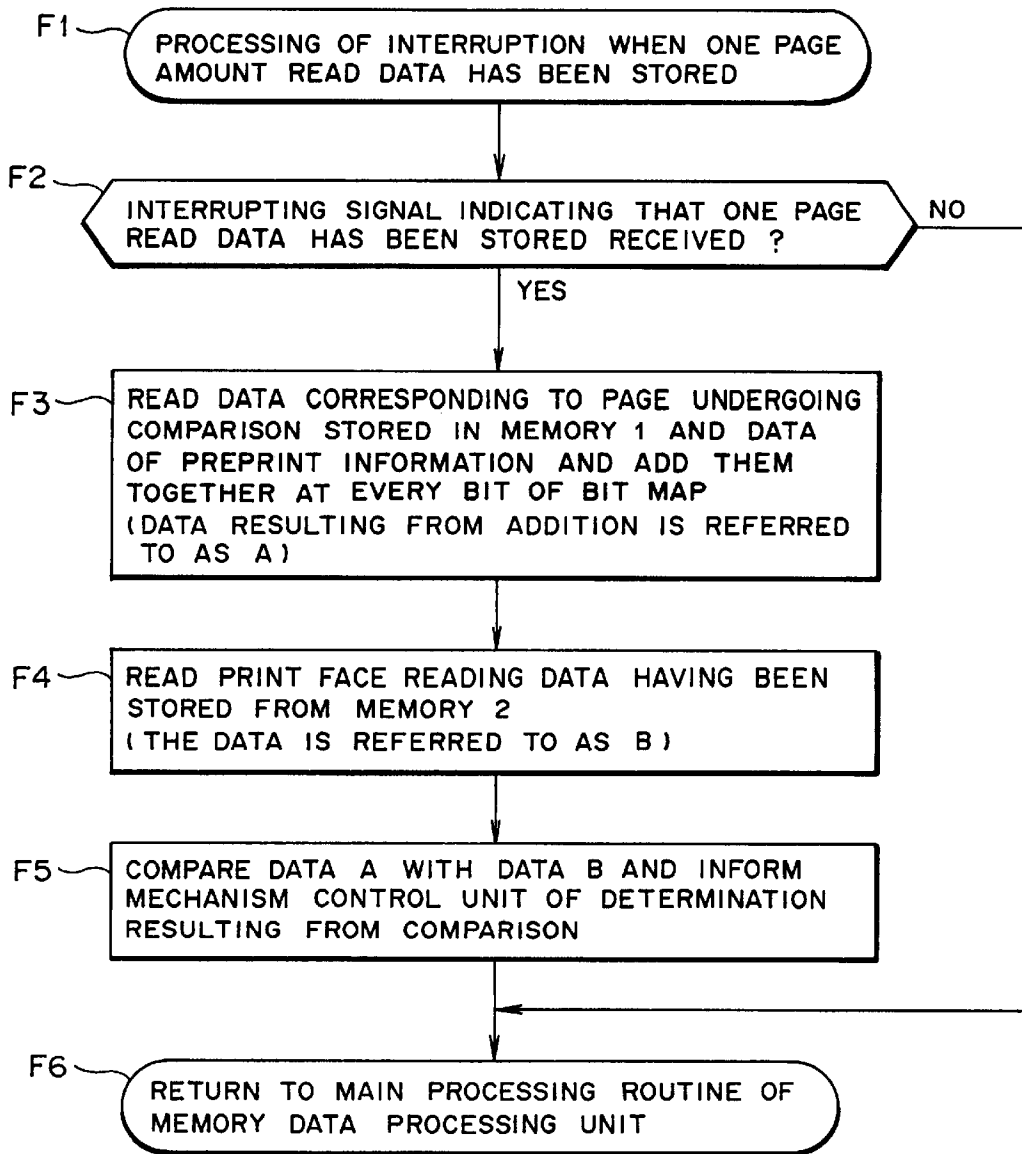 F1
PROCESSING OF INTERRUPTION WHEN ONE PAGE
AMOUNT READ DATA HAS BEEN STORED
F2
INTERRUPTING SIGNAL INDICATING THAT ONE PAGE
READ DATA HAS BEEN STORED RECEIVED ?
NO
YES
F3
READ DATA CORRESPONDING TO PAGE UNDERGOING
COMPARISON STORED IN MEMORY 1 AND DATA
OF PREPRINT INFORMATION AND ADD THEM
TOGETHER AT EVERY BIT OF BIT MAP
(DATA RESULTING FROM ADDITION IS REFERRED
TO AS A)
F4
READ PRINT FACE READING DATA HAVING BEEN
STORED FROM MEMORY 2
(THE DATA IS REFERRED TO AS B)
F5
COMPARE DATA A WITH DATA B AND INFORM
MECHANISM CONTROL UNIT OF DETERMINATION
RESULTING FROM COMPARISON
F6
RETURN TO MAIN PROCESSING ROUTINE OF
MEMORY DATA PROCESSING UNIT